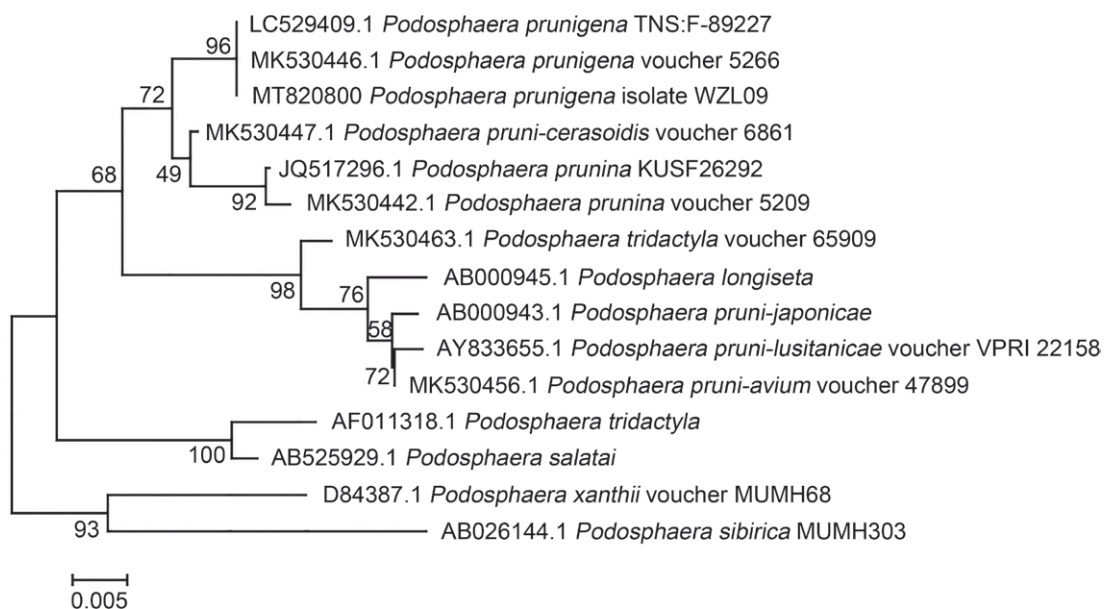 LC529409.1 Podosphaera prunigena TNS:F-89227
96
MK530446.1 Podosphaera prunigena voucher 5266
72
MT820800 Podosphaera prunigena isolate WZL09
MK530447.1 Podosphaera pruni-cerasoidis voucher 6861
49
JQ517296.1 Podosphaera prunina KUSF26292
68
92
MK530442.1 Podosphaera prunina voucher 5209
MK530463.1 Podosphaera tridactyla voucher 65909
98
76
AB000945.1 Podosphaera longiseta
AB000943.1 Podosphaera pruni-japonicae
58
AY833655.1 Podosphaera pruni-lusitanicae voucher VPRI 22158
72
MK530456.1 Podosphaera pruni-avium voucher 47899
AF011318.1 Podosphaera tridactyla
100
AB525929.1 Podosphaera salatai
D84387.1 Podosphaera xanthii voucher MUMH68
93
AB026144.1 Podosphaera sibirica MUMH303
0.005